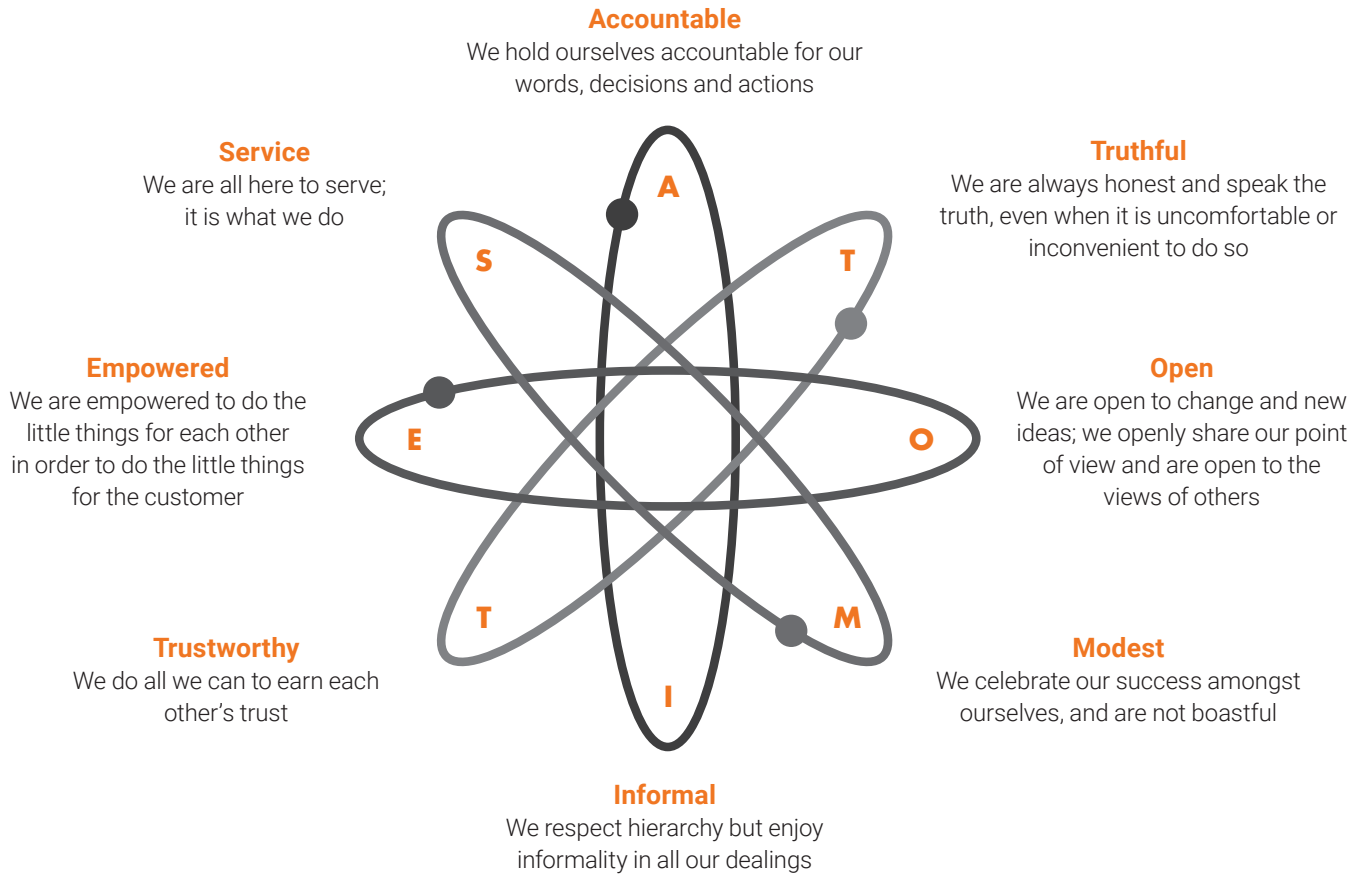 Accountable
We hold ourselves accountable for our
words, decisions and actions
Service
We are all here to serve;
it is what we do
Truthful
We are always honest and speak the
truth, even when it is uncomfortable or
inconvenient to do so
A
S
T
Empowered
We are empowered to do the
little things for each other
in order to do the little things
for the customer
E
O
Open
We are open to change and new
ideas; we openly share our point
of view and are open to the
views of others
T
M
I
Trustworthy
We do all we can to earn each
other’s trust
Modest
We celebrate our success amongst
ourselves, and are not boastful
Informal
We respect hierarchy but enjoy
informality in all our dealings